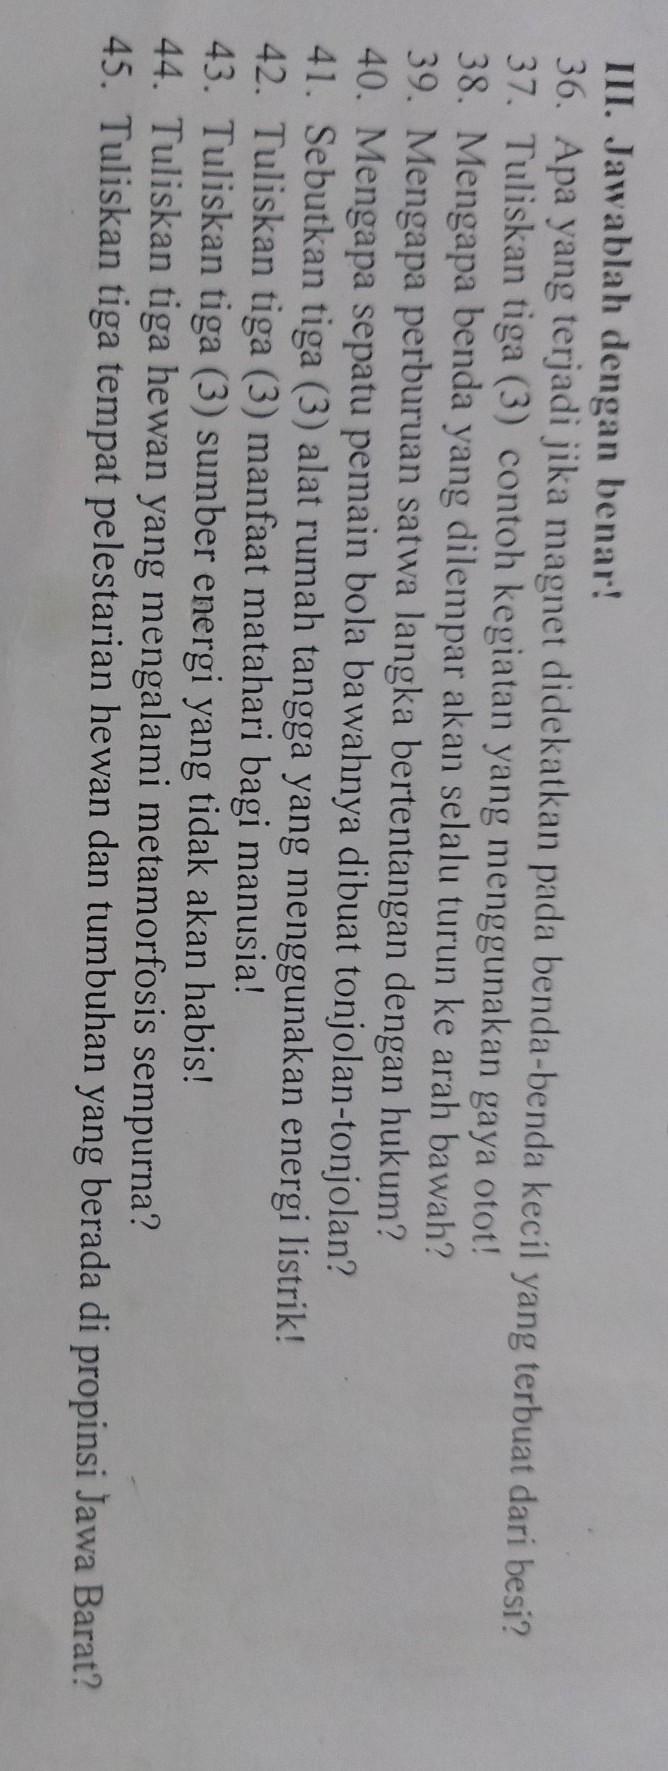 III. Jawablah dengan benar!
36. Apa yang terjadi jika magnet didekatkan pada benda-benda kecil yang terbuat dari besi?
37. Tuliskan tiga (3) contoh kegiatan yang menggunakan gaya otot!
38. Mengapa benda yang dilempar akan selalu turun ke arah bawah?
39. Mengapa perburuan satwa langka bertentangan dengan hukum?
40. Mengapa sepatu pemain bola bawahnya dibuat tonjolan-tonjolan?
41. Sebutkan tiga (3) alat rumah tangga yang menggunakan energi listrik!
42. Tuliskan tiga (3) manfaat matahari bagi manusia!
43. Tuliskan tiga (3) sumber energi yang tidak akan habis!
44. Tuliskan tiga hewan yang mengalami metamorfosis sempurna?
45. Tuliskan tiga tempat pelestarian hewan dan tumbuhan yang berada di propinsi Jawa Barat?